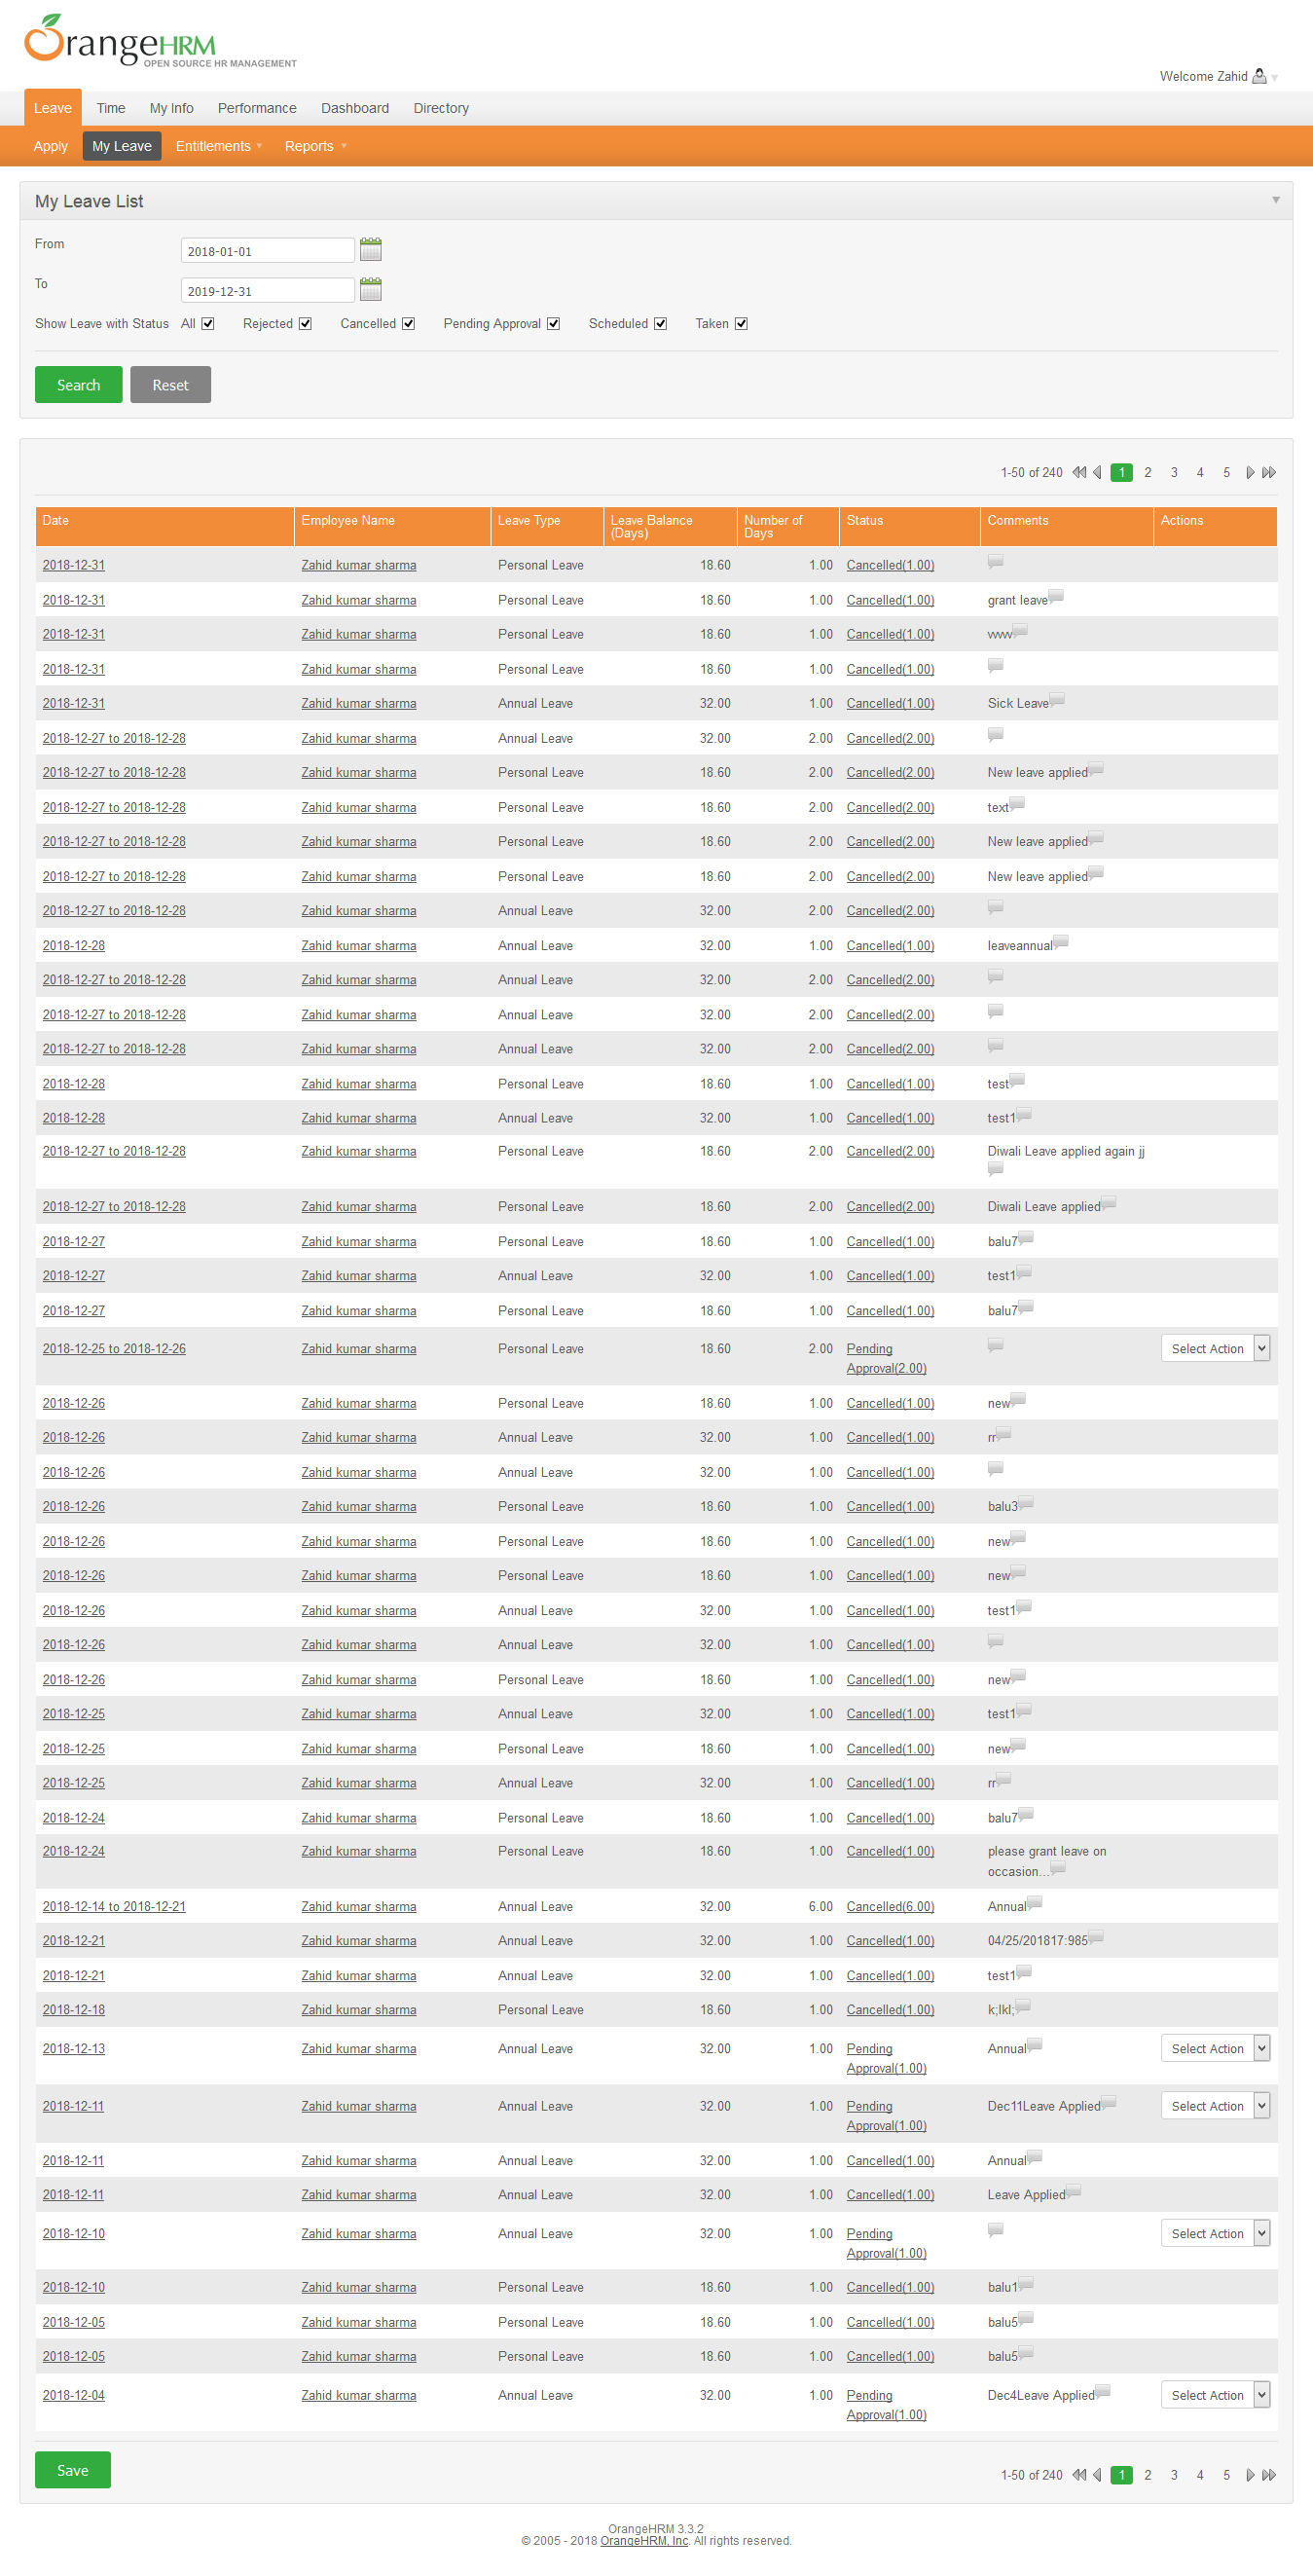 OrangeHRM
OPEN SOURCE HR MANAGEMENT
Welcome Zahid
Leave Time My Info Performance Dashboard Directory
Apply My Leave Entitlements Reports
My Leave List
From 2018-01-01
To 2019-12-31
Show Leave with Status All Rejected Cancelled Pending Approval Scheduled Taken
Search Reset
1-50 of 240 1 2 3 4 5
Date Employee Name Leave Type Leave Balance Number of Status Comments Actions
(Days) Days
2018-12-31 Zahid kumar sharma Personal Leave 18.60 1.00 Cancelled(1.00)
2018-12-31 Zahid kumar sharma Personal Leave 18.60 1.00 Cancelled(1.00) grant leave
2018-12-31 Zahid kumar sharma Personal Leave 18.60 1.00 Cancelled(1.00)
2018-12-31 Zahid kumar sharma Personal Leave 18.60 1.00 Cancelled(1.00)
2018-12-31 Zahid kumar sharma Annual Leave 32.00 1.00 Cancelled(1.00) Sick Leave
2018-12-27 to 2018-12-28 Zahid kumar sharma Annual Leave 32.00 2.00 Cancelled(2.00)
2018-12-27 to 2018-12-28 Zahid kumar sharma Personal Leave 18.60 2.00 Cancelled(2.00) New leave applied
2018-12-27 to 2018-12-28 Zahid kumar sharma Personal Leave 18.60 2.00 Cancelled(2.00) text
2018-12-27 to 2018-12-28 Zahid kumar sharma Personal Leave 18.60 2.00 Cancelled(2.00) New leave applied
2018-12-27 to 2018-12-28 Zahid kumar sharma Personal Leave 18.60 2.00 Cancelled(2.00) New leave applied
2018-12-27 to 2018-12-28 Zahid kumar sharma Annual Leave 32.00 2.00 Cancelled(2.00)
2018-12-28 Zahid kumar sharma Annual Leave 32.00 1.00 Cancelled(1.00) leaveannual
2018-12-27 to 2018-12-28 Zahid kumar sharma Annual Leave 32.00 2.00 Cancelled(2.00)
2018-12-27 to 2018-12-28 Zahid kumar sharma Annual Leave 32.00 2.00 Cancelled(2.00)
2018-12-27 to 2018-12-28 Zahid kumar sharma Annual Leave 32.00 2.00 Cancelled(2.00)
2018-12-28 Zahid kumar sharma Personal Leave 18.60 1.00 Cancelled(1.00) test
2018-12-28 Zahid kumar sharma Annual Leave 32.00 1.00 Cancelled(1.00) test1
2018-12-27 to 2018-12-28 Zahid kumar sharma Personal Leave 18.60 2.00 Cancelled(2.00) Diwali Leave applied again jj
2018-12-27 to 2018-12-28 Zahid kumar sharma Personal Leave 18.60 2.00 Cancelled(2.00) Diwali Leave applied
2018-12-27 Zahid kumar sharma Personal Leave 18.60 1.00 Cancelled(1.00) balu7
2018-12-27 Zahid kumar sharma Annual Leave 32.00 1.00 Cancelled(1.00) test1
2018-12-27 Zahid kumar sharma Personal Leave 18.60 1.00 Cancelled(1.00) balu7
2018-12-25 to 2018-12-26 Zahid kumar sharma Personal Leave 18.60 2.00 Pending Select Action
Approval(2.00)
2018-12-26 Zahid kumar sharma Personal Leave 18.60 1.00 Cancelled(1.00) new
2018-12-26 Zahid kumar sharma Annual Leave 32.00 1.00 Cancelled(1.00) rr
2018-12-26 Zahid kumar sharma Annual Leave 32.00 1.00 Cancelled(1.00)
2018-12-26 Zahid kumar sharma Personal Leave 18.60 1.00 Cancelled(1.00) balu3
2018-12-26 Zahid kumar sharma Personal Leave 18.60 1.00 Cancelled(1.00) new
2018-12-26 Zahid kumar sharma Personal Leave 18.60 1.00 Cancelled(1.00) new
2018-12-26 Zahid kumar sharma Annual Leave 32.00 1.00 Cancelled(1.00) test1
2018-12-26 Zahid kumar sharma Annual Leave 32.00 1.00 Cancelled(1.00)
2018-12-26 Zahid kumar sharma Personal Leave 18.60 1.00 Cancelled(1.00) new
2018-12-25 Zahid kumar sharma Annual Leave 32.00 1.00 Cancelled(1.00) test1
2018-12-25 Zahid kumar sharma Personal Leave 18.60 1.00 Cancelled(1.00) new
2018-12-25 Zahid kumar sharma Annual Leave 32.00 1.00 Cancelled(1.00) rr
2018-12-24 Zahid kumar sharma Personal Leave 18.60 1.00 Cancelled(1.00) balu7
2018-12-24 Zahid kumar sharma Personal Leave 18.60 1.00 Cancelled(1.00) please grant leave on
occasion...
2018-12-14 to 2018-12-21 Zahid kumar sharma Annual Leave 32.00 6.00 Cancelled(6.00) Annual
2018-12-21 Zahid kumar sharma Annual Leave 32.00 1.00 Cancelled(1.00) 04/25/201817:985
2018-12-21 Zahid kumar sharma Annual Leave 32.00 1.00 Cancelled(1.00) test1
2018-12-18 Zahid kumar sharma Personal Leave 18.60 1.00 Cancelled(1.00) k;lkl;
2018-12-13 Zahid kumar sharma Annual Leave 32.00 1.00 Pending Annual Select Action
Approval(1.00)
2018-12-11 Zahid kumar sharma Annual Leave 32.00 1.00 Pending Dec11Leave Applied Select Action
Approval(1.00)
2018-12-11 Zahid kumar sharma Annual Leave 32.00 1.00 Cancelled(1.00) Annual
2018-12-11 Zahid kumar sharma Annual Leave 32.00 1.00 Cancelled(1.00) Leave Applied
2018-12-10 Zahid kumar sharma Annual Leave 32.00 1.00 Pending Select Action
Approval(1.00)
2018-12-10 Zahid kumar sharma Personal Leave 18.60 1.00 Cancelled(1.00) balu1
2018-12-05 Zahid kumar sharma Personal Leave 18.60 1.00 Cancelled(1.00) balu5
2018-12-05 Zahid kumar sharma Personal Leave 18.60 1.00 Cancelled(1.00) balu5
2018-12-04 Zahid kumar sharma Annual Leave 32.00 1.00 Pending Dec4Leave Applied Select Action
Approval(1.00)
Save 1-50 of 240 1 2 3 4 5
OrangeHRM 3.3.2
© 2005 - 2018 OrangeHRM, Inc. All rights reserved.